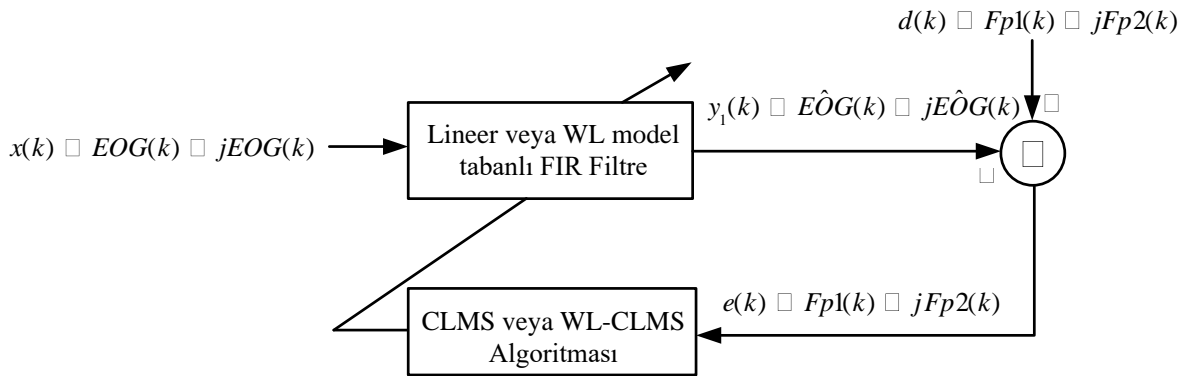 d(k) □ Fp1(k) □ jFp2(k)
y₁(k) □ EÔG(k) □ jEÔG(k) □
Lineer veya WL model
tabanlı FIR Filtre
x(k) □ EOG(k) □ jEOG(k)
□
□
e(k) □ Fp1(k) □ jFp2(k)
CLMS veya WL-CLMS
Algoritması